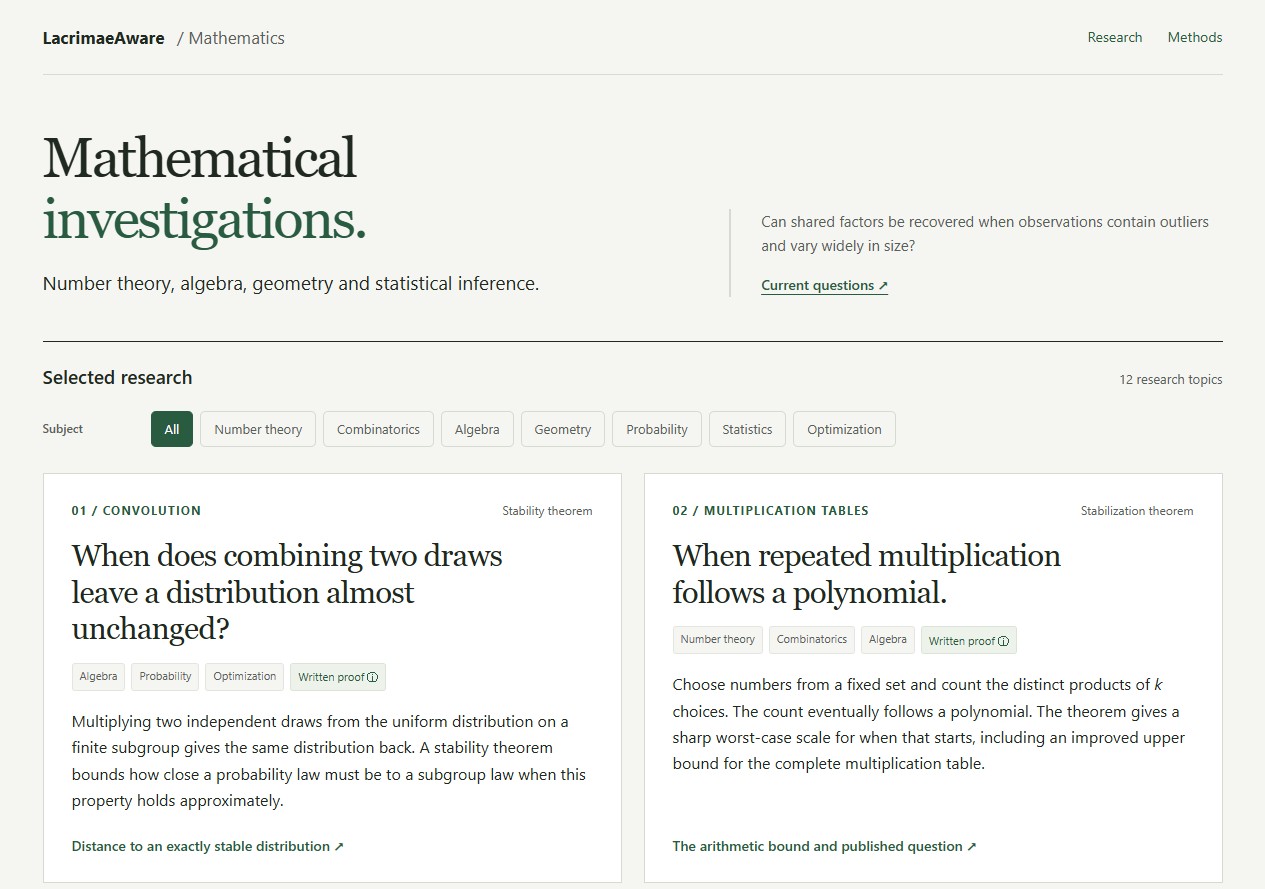 LacrimaeAware / Mathematics
Research Methods
Mathematical
investigations.
Number theory, algebra, geometry and statistical inference.
Can shared factors be recovered when observations contain outliers
and vary widely in size?
Current questions ↗
Selected research
12 research topics
Subject All Number theory Combinatorics Algebra Geometry Probability Statistics Optimization
01 / CONVOLUTION Stability theorem
When does combining two draws
leave a distribution almost
unchanged?
Algebra Probability Optimization Written proof ⓘ
Multiplying two independent draws from the uniform distribution on a
finite subgroup gives the same distribution back. A stability theorem
bounds how close a probability law must be to a subgroup law when this
property holds approximately.
Distance to an exactly stable distribution ↗
02 / MULTIPLICATION TABLES Stabilization theorem
When repeated multiplication
follows a polynomial.
Number theory Combinatorics Algebra Written proof ⓘ
Choose numbers from a fixed set and count the distinct products of k
choices. The count eventually follows a polynomial. The theorem gives a
sharp worst-case scale for when that starts, including an improved upper
bound for the complete multiplication table.
The arithmetic bound and published question ↗